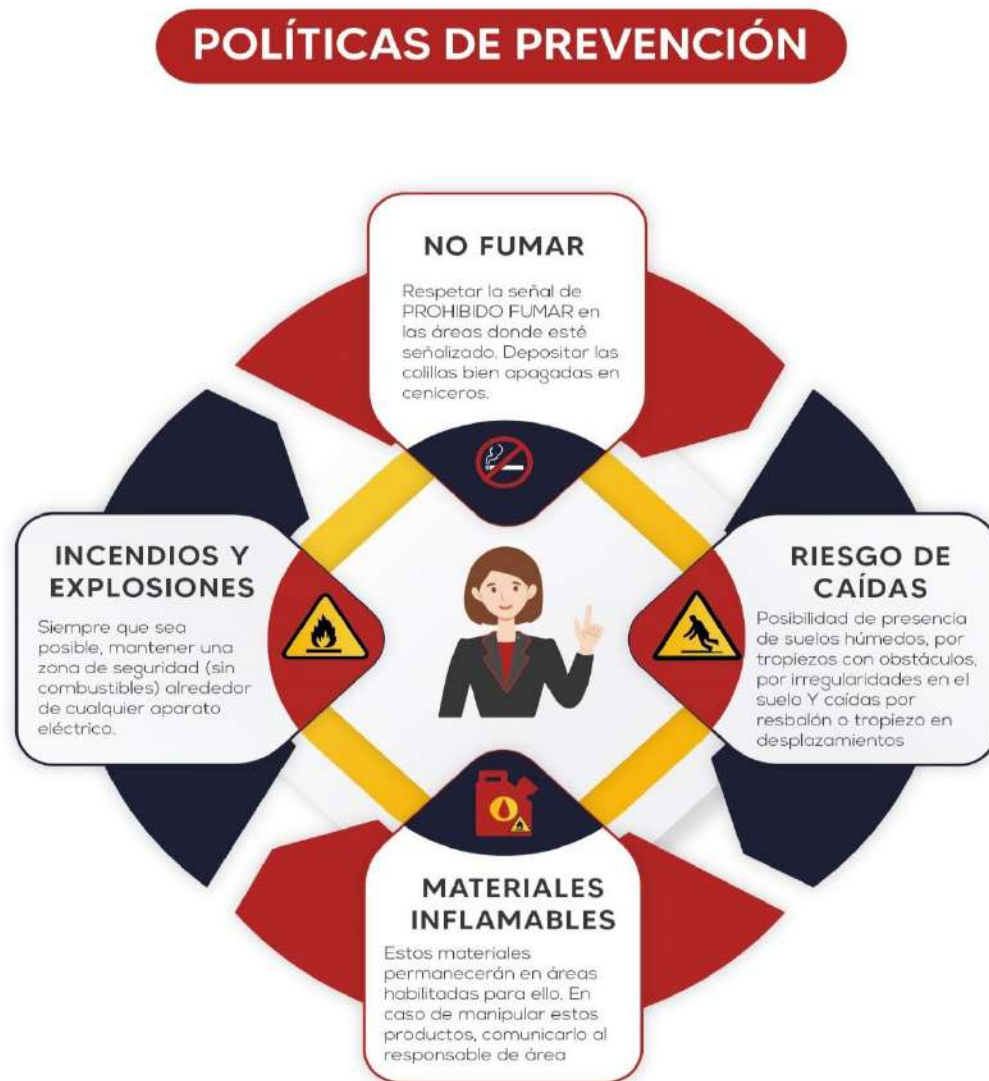 POLÍTICAS DE PREVENCIÓN
NO FUMAR
Respetar la señal de
PROHIBIDO FUMAR en
las áreas donde esté
señalizado. Depositar las
colillas bien apagadas en
ceniceros.
INCENDIOS Y
EXPLOSIONES
Siempre que sea
posible, mantener una
zona de seguridad (sin
combustibles) alrededor
de cualquier aparato
eléctrico.
RIESGO DE
CAÍDAS
Posibilidad de presencia
de suelos húmedos, por
tropiezos con obstáculos,
por irregularidades en el
suelo Y caídas por
resbalón o tropiezo en
desplazamientos
MATERIALES
INFLAMABLES
Estos materiales
permanecerán en áreas
habilitadas para ello. En
caso de manipular estos
productos, comunicarlo al
responsable de área